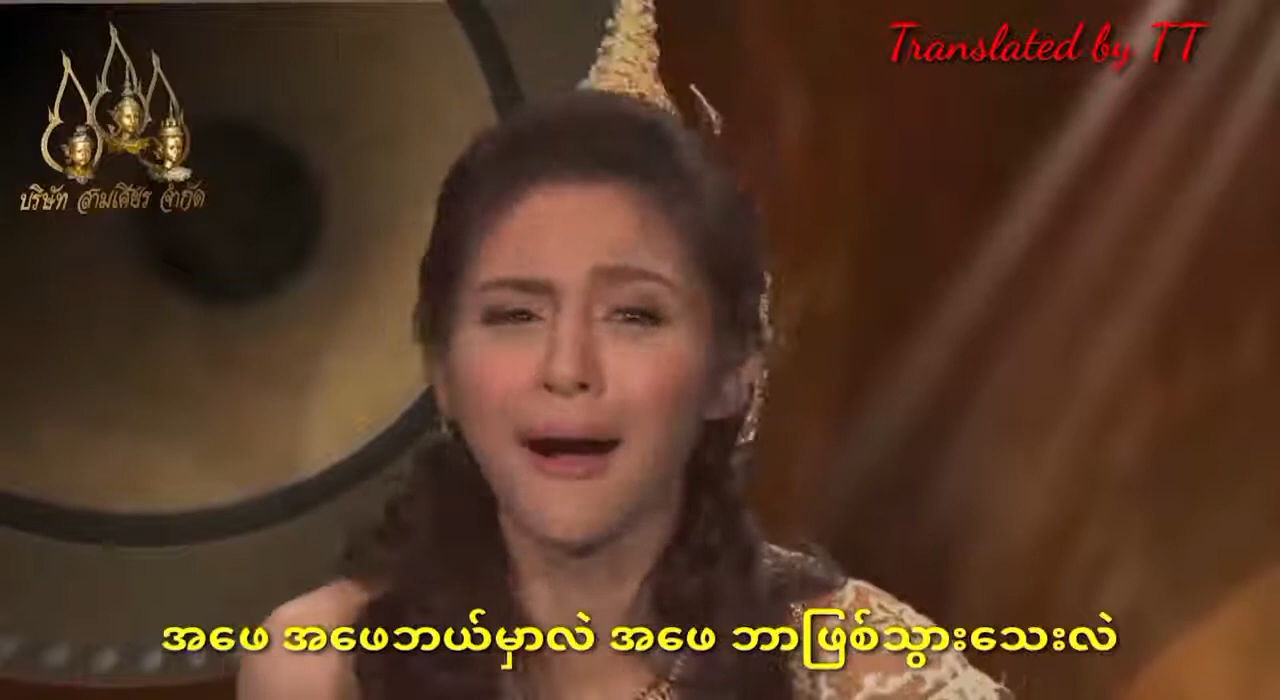 Translated by TT
บริษัท สามเศียร จำกัด
အဖေ အဖေဘယ်မှာလဲ အဖေ ဘာဖြစ်သွားသေးလဲ